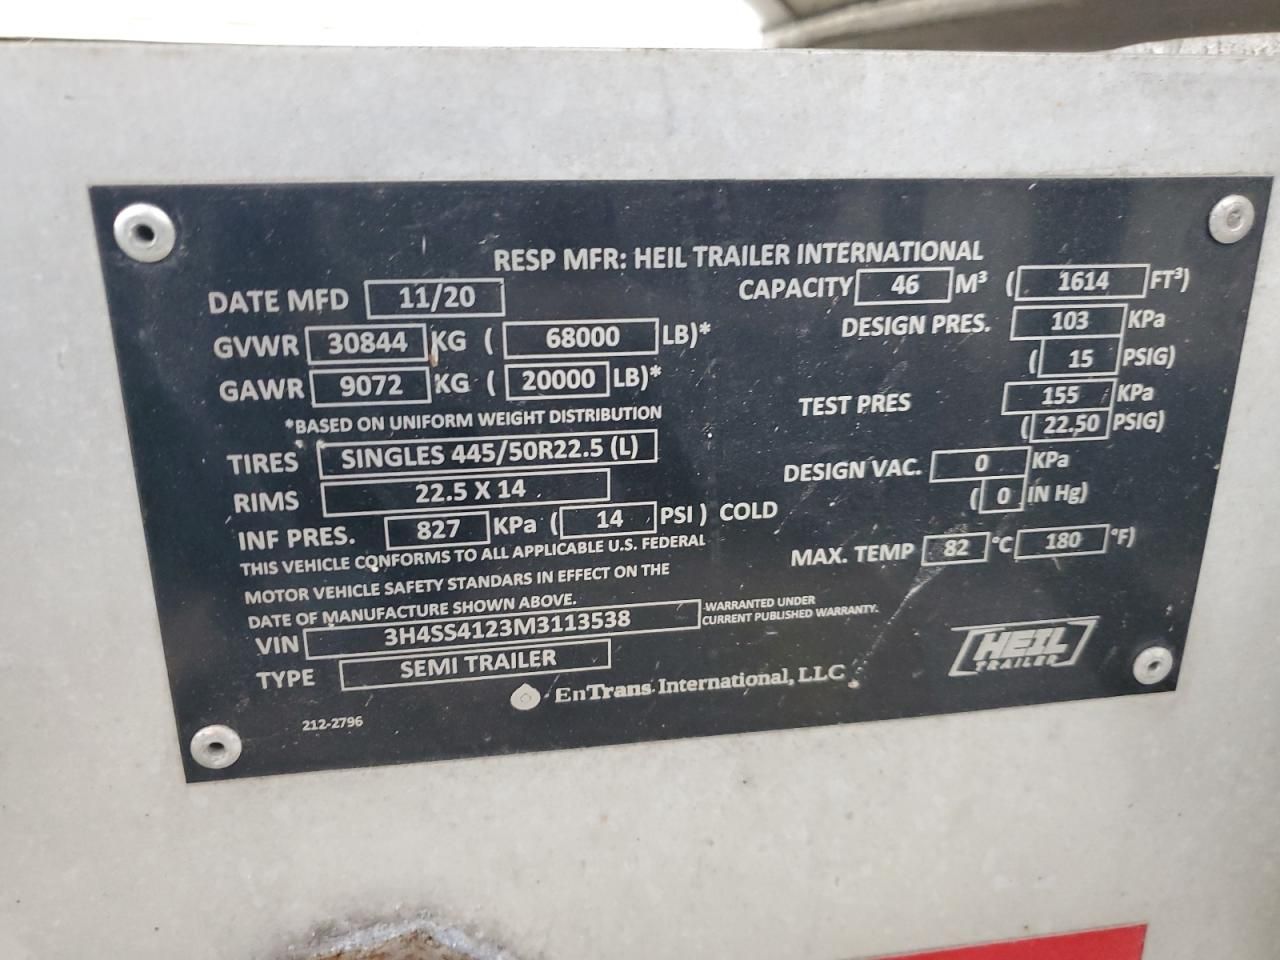 RESP MFR: HEIL TRAILER INTERNATIONAL
DATE MFD 11/20
GVWR 30844 KG ( 68000 LB)*
GAWR 9072 KG ( 20000 LB)*
*BASED ON UNIFORM WEIGHT DISTRIBUTION
TIRES SINGLES 445/50R22.5 (L)
RIMS 22.5 X 14
INF PRES. 827 KPa ( 14 PSI ) COLD
THIS VEHICLE CONFORMS TO ALL APPLICABLE U.S. FEDERAL
MOTOR VEHICLE SAFETY STANDARS IN EFFECT ON THE
DATE OF MANUFACTURE SHOWN ABOVE.
VIN 3H4SS4123M3113538
TYPE SEMI TRAILER
CAPACITY 46 M³ ( 1614 FT³)
DESIGN PRES. 103 KPa
( 15 PSIG)
TEST PRES 155 KPa
( 22.50 PSIG)
DESIGN VAC. 0 KPa
( 0 IN Hg)
MAX. TEMP 82 °C 180 °F)
WARRANTED UNDER
CURRENT PUBLISHED WARRANTY.
HEIL
TRAILER
EnTrans International, LLC
212-2796